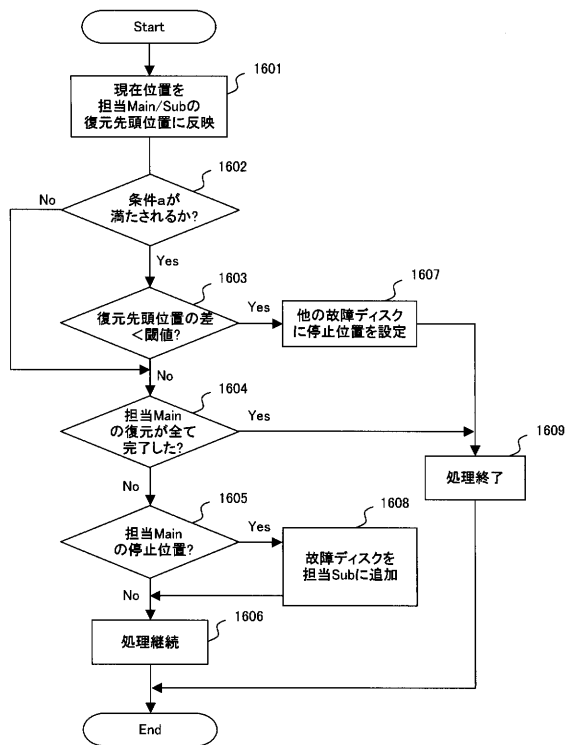 Start
1601
現在位置を
担当Main/Subの
復元先頭位置に反映
1602
No
条件aが
満たされるか?
Yes
1603
1607
復元先頭位置の差
<閾値?
Yes
他の故障ディスク
に停止位置を設定
No
1604
担当Main
の復元が全て
完了した?
Yes
1609
処理終了
No
1605
1608
担当Main
の停止位置?
Yes
故障ディスクを
担当Subに追加
No
1606
処理継続
End